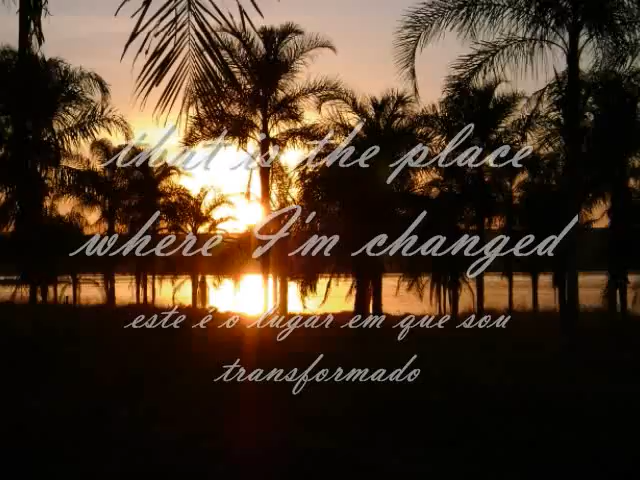 that is the place
where I'm changed
este é o lugar em que sou
transformado